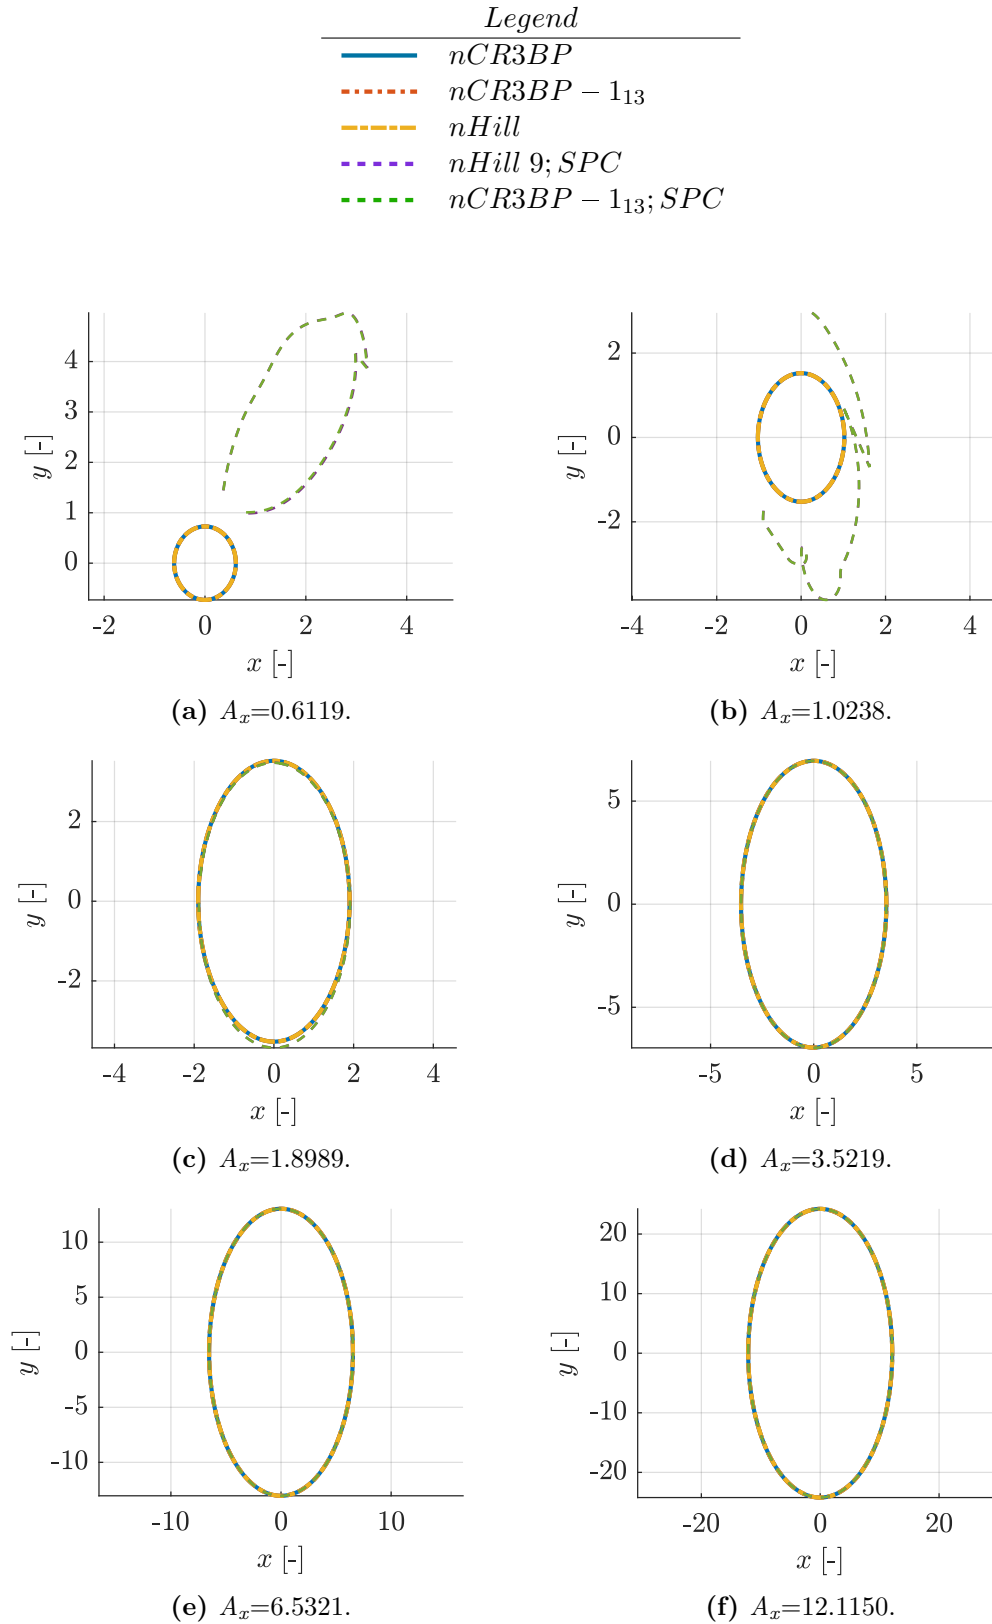 Legend
nCR3BP
nCR3BP − 1₁₃
nHill
nHill 9; SPC
nCR3BP − 1₁₃; SPC
4
3
2
1
0
y [-]
-2 0 2 4
x [-]
(a) Aₓ=0.6119.
2
0
-2
y [-]
-4 -2 0 2 4
x [-]
(b) Aₓ=1.0238.
2
0
-2
y [-]
-4 -2 0 2 4
x [-]
(c) Aₓ=1.8989.
5
0
-5
y [-]
-5 0 5
x [-]
(d) Aₓ=3.5219.
10
5
0
-5
-10
y [-]
-10 0 10
x [-]
(e) Aₓ=6.5321.
20
10
0
-10
-20
y [-]
-20 0 20
x [-]
(f) Aₓ=12.1150.